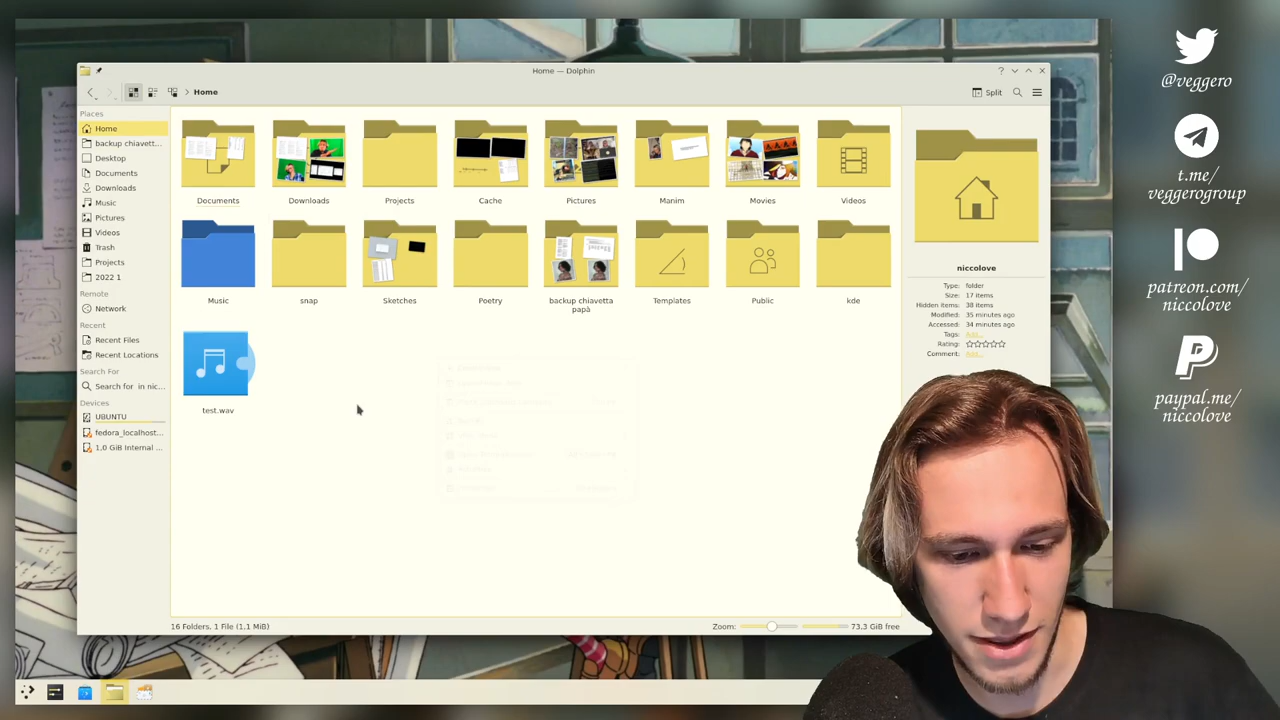 Home — Dolphin
Home
Split
Places
Home
backup chiavett...
Desktop
Documents
Downloads
Music
Pictures
Videos
Trash
Projects
2022 1
Remote
Network
Recent
Recent Files
Recent Locations
Search For
Search for in nic...
Devices
UBUNTU
fedora_localhost...
1,0 GiB Internal ...
Documents
Downloads
Projects
Cache
Pictures
Manim
Movies
Videos
Music
snap
Sketches
Poetry
backup chiavetta
papà
Templates
Public
kde
test.wav
niccolove
Type: folder
Size: 17 items
Hidden items: 38 items
Modified: 35 minutes ago
Accessed: 34 minutes ago
Tags: Add...
Rating:
Comment: Add...
16 Folders, 1 File (1.1 MiB)
Zoom:
73.3 GiB free
@veggero
t.me/
veggerogroup
patreon.com/
niccolove
paypal.me/
niccolove